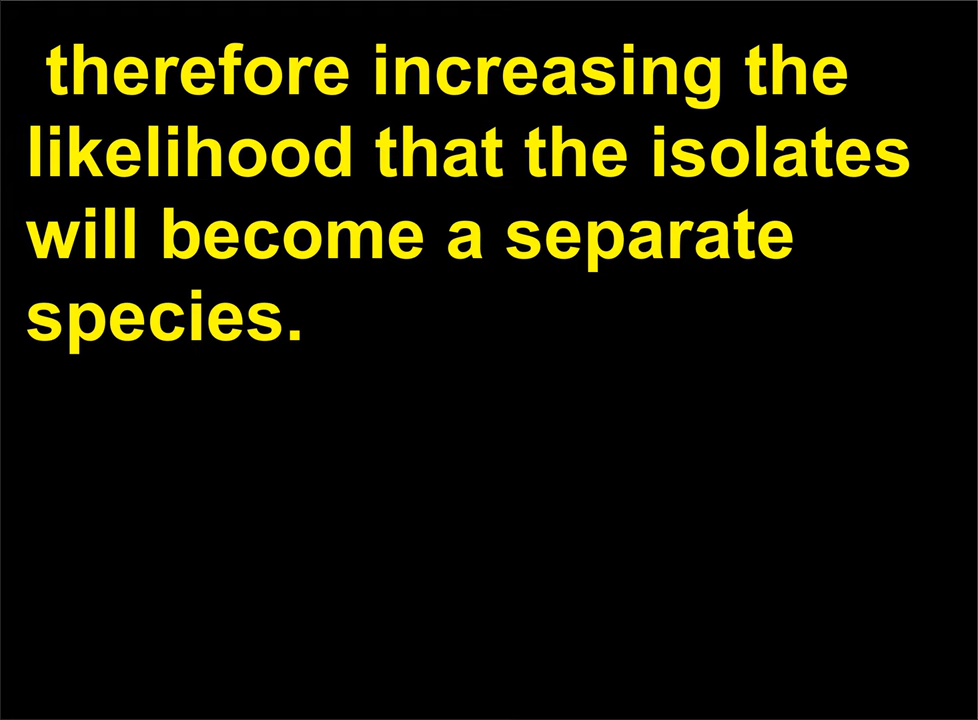 therefore increasing the
likelihood that the isolates
will become a separate
species.